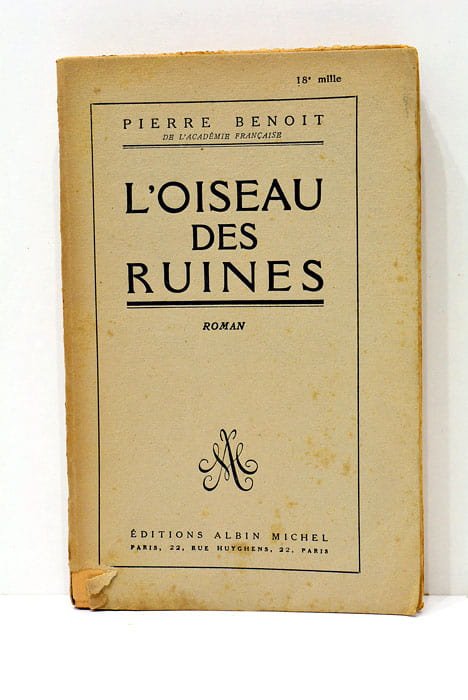 18e mille
PIERRE BENOIT
DE L'ACADÉMIE FRANÇAISE
L'OISEAU
DES
RUINES
ROMAN
AM
ÉDITIONS ALBIN MICHEL
PARIS, 22, RUE HUYGHENS, 22, PARIS